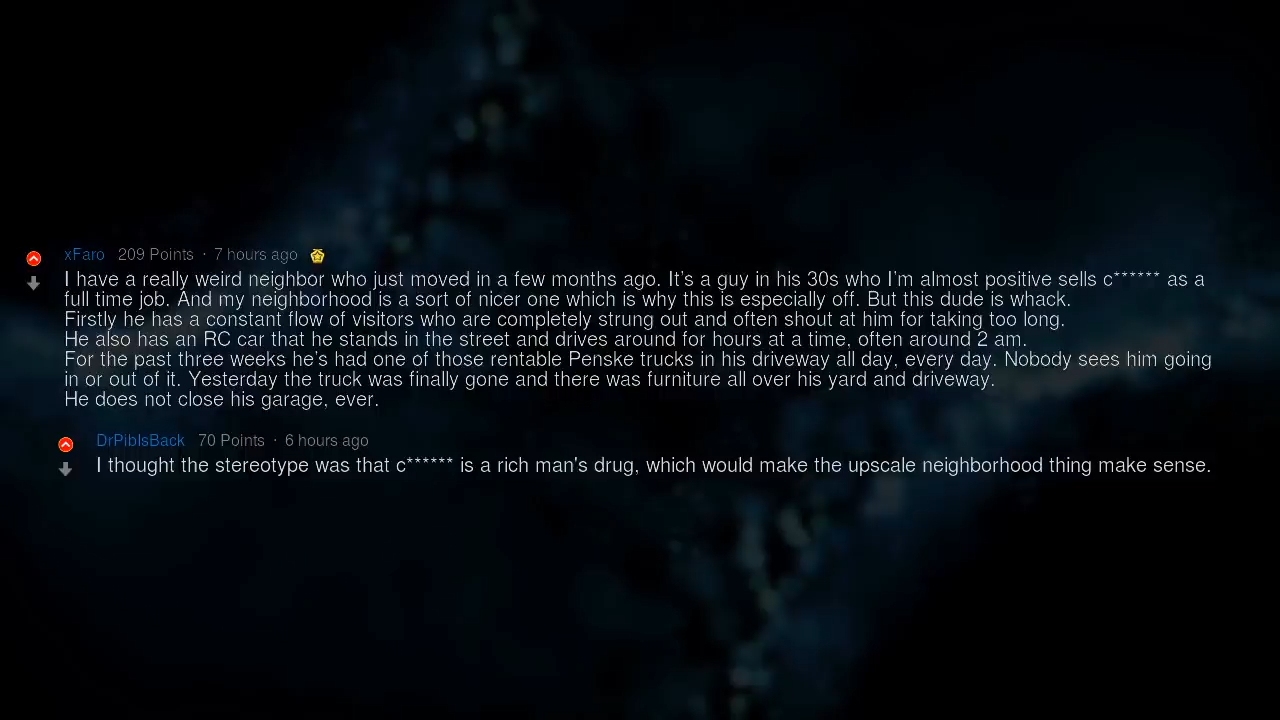 xFaro 209 Points · 7 hours ago
I have a really weird neighbor who just moved in a few months ago. It's a guy in his 30s who I'm almost positive sells c****** as a
full time job. And my neighborhood is a sort of nicer one which is why this is especially off. But this dude is whack.
Firstly he has a constant flow of visitors who are completely strung out and often shout at him for taking too long.
He also has an RC car that he stands in the street and drives around for hours at a time, often around 2 am.
For the past three weeks he's had one of those rentable Penske trucks in his driveway all day, every day. Nobody sees him going
in or out of it. Yesterday the truck was finally gone and there was furniture all over his yard and driveway.
He does not close his garage, ever.
DrPibIsBack 70 Points · 6 hours ago
I thought the stereotype was that c****** is a rich man's drug, which would make the upscale neighborhood thing make sense.